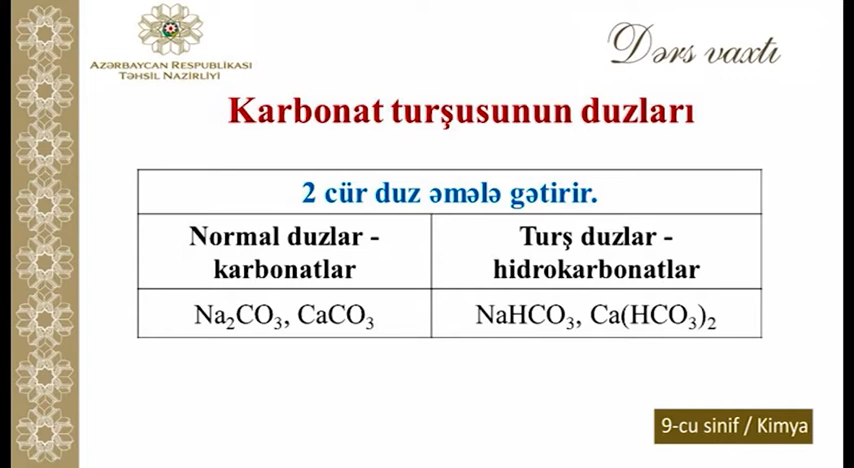 AZƏRBAYCAN RESPUBLİKASI
TƏHSİL NAZİRLİYİ
Dərs vaxtı
Karbonat turşusunun duzları
2 cür duz əmələ gətirir.
Normal duzlar -
karbonatlar
Turş duzlar -
hidrokarbonatlar
Na₂CO₃, CaCO₃
NaHCO₃, Ca(HCO₃)₂
9-cu sinif / Kimya